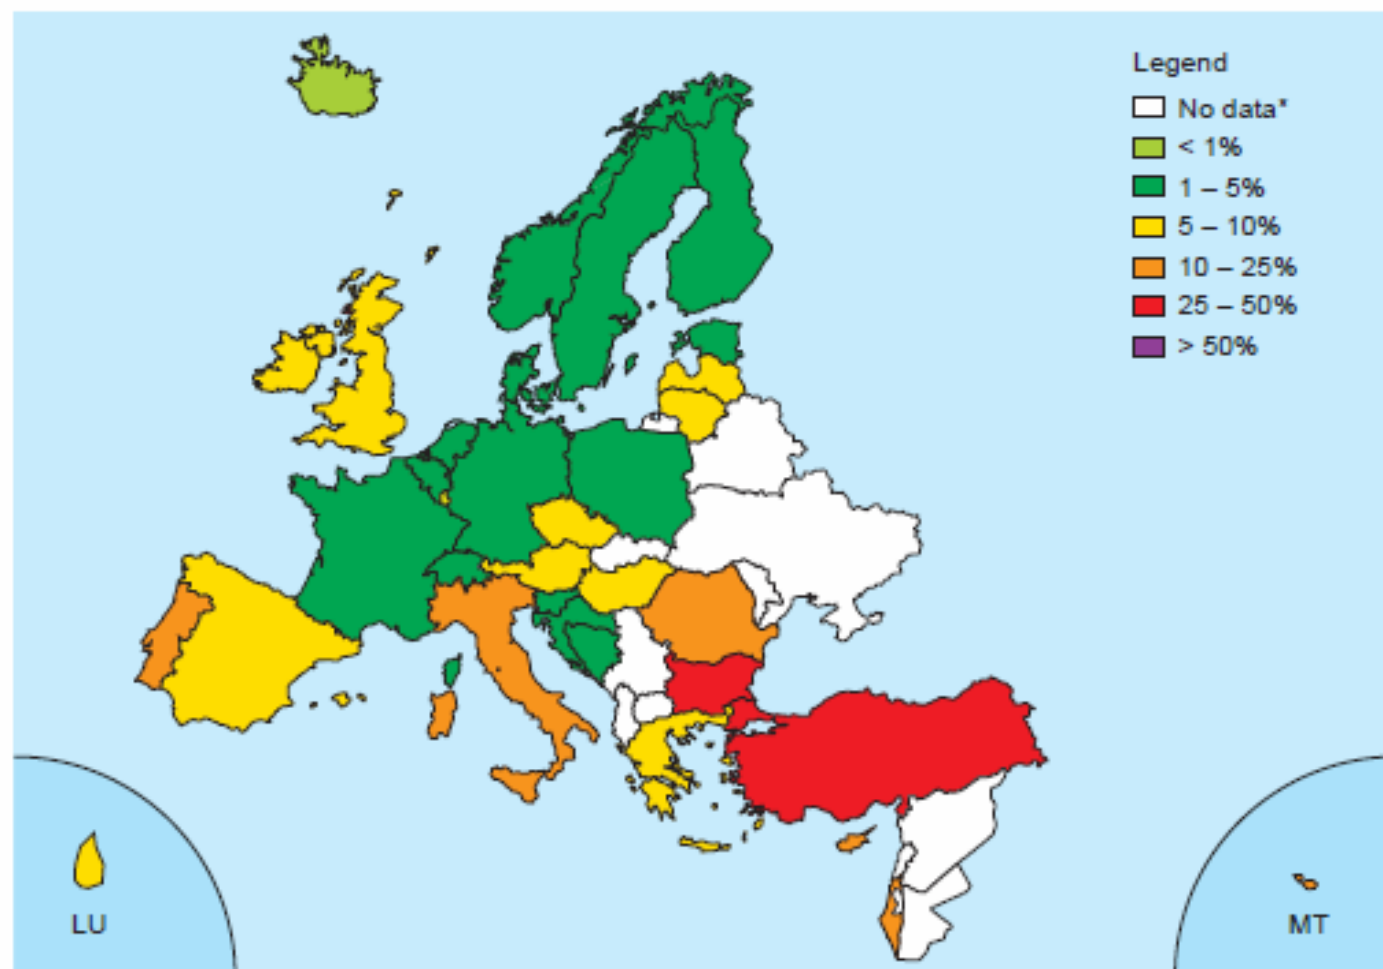 Legend
No data*
< 1%
1 – 5%
5 – 10%
10 – 25%
25 – 50%
> 50%
LU
MT